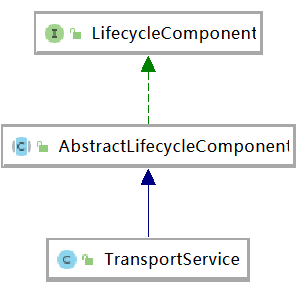 I LifecycleComponent
C AbstractLifecycleComponent
C TransportService